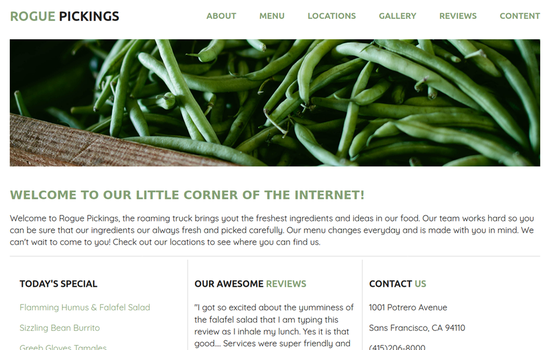 ROGUE PICKINGS
ABOUT MENU LOCATIONS GALLERY REVIEWS CONTENT
WELCOME TO OUR LITTLE CORNER OF THE INTERNET!
Welcome to Rogue Pickings, the roaming truck brings yout the freshest ingredients and ideas in our food. Our team works hard so you
can be sure that our ingredients our always fresh and picked carefully. Our menu changes everyday and is made with you in mind. We
can't wait to come to you! Check out our locations to see where you can find us.
TODAY'S SPECIAL
Flamming Humus & Falafel Salad
Sizzling Bean Burrito
Greeb Gloves Tamales
OUR AWESOME REVIEWS
"I got so excited about the yumminess of
the falafel salad that I am typing this
review as I inhale my lunch. Yes it is that
good.... Services were super friendly and
CONTACT US
1001 Potrero Avenue
Sans Francisco, CA 94110
(415)206-8000